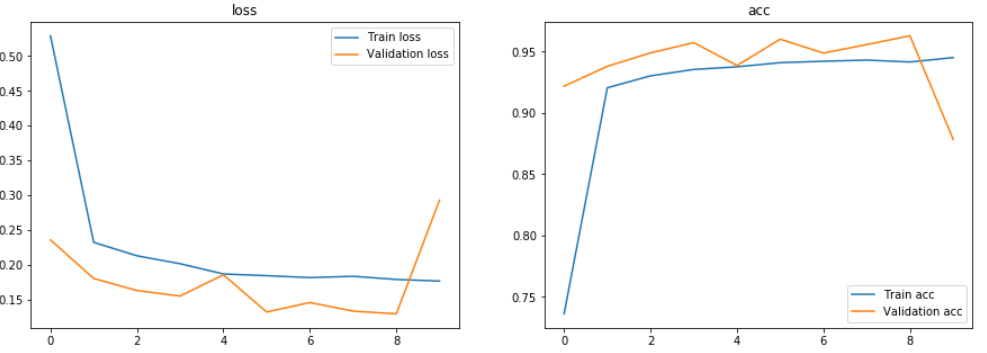 loss
0.50
0.45
0.40
0.35
0.30
0.25
0.20
0.15
0 2 4 6 8
Train loss
Validation loss
acc
0.95
0.90
0.85
0.80
0.75
0 2 4 6 8
Train acc
Validation acc